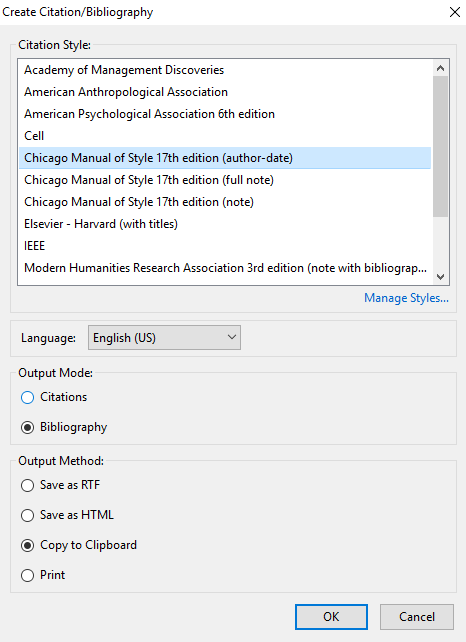 Create Citation/Bibliography
Citation Style:
Academy of Management Discoveries
American Anthropological Association
American Psychological Association 6th edition
Cell
Chicago Manual of Style 17th edition (author-date)
Chicago Manual of Style 17th edition (full note)
Chicago Manual of Style 17th edition (note)
Elsevier - Harvard (with titles)
IEEE
Modern Humanities Research Association 3rd edition (note with bibliograp...
Manage Styles...
Language: English (US)
Output Mode:
Citations
Bibliography
Output Method:
Save as RTF
Save as HTML
Copy to Clipboard
Print
OK Cancel